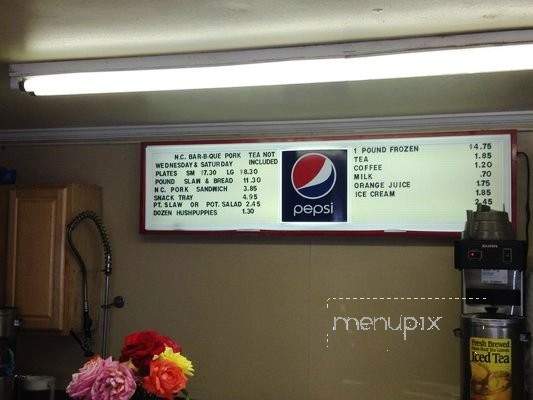 N.C. BAR-B-QUE PORK TEA NOT
WEDNESDAY & SATURDAY INCLUDED
PLATES SM $7.30 LG $8.30
POUND SLAW & BREAD 11.30
N.C. PORK SANDWICH 3.85
SNACK TRAY 4.95
PT. SLAW OR POT. SALAD 2.45
DOZEN HUSHPUPPIES 1.30
pepsi
1 POUND FROZEN $4.75
TEA 1.85
COFFEE 1.20
MILK .70
ORANGE JUICE 1.75
ICE CREAM 1.85
2.45
menupix
BUNN
Fresh Brewed
Iced Tea